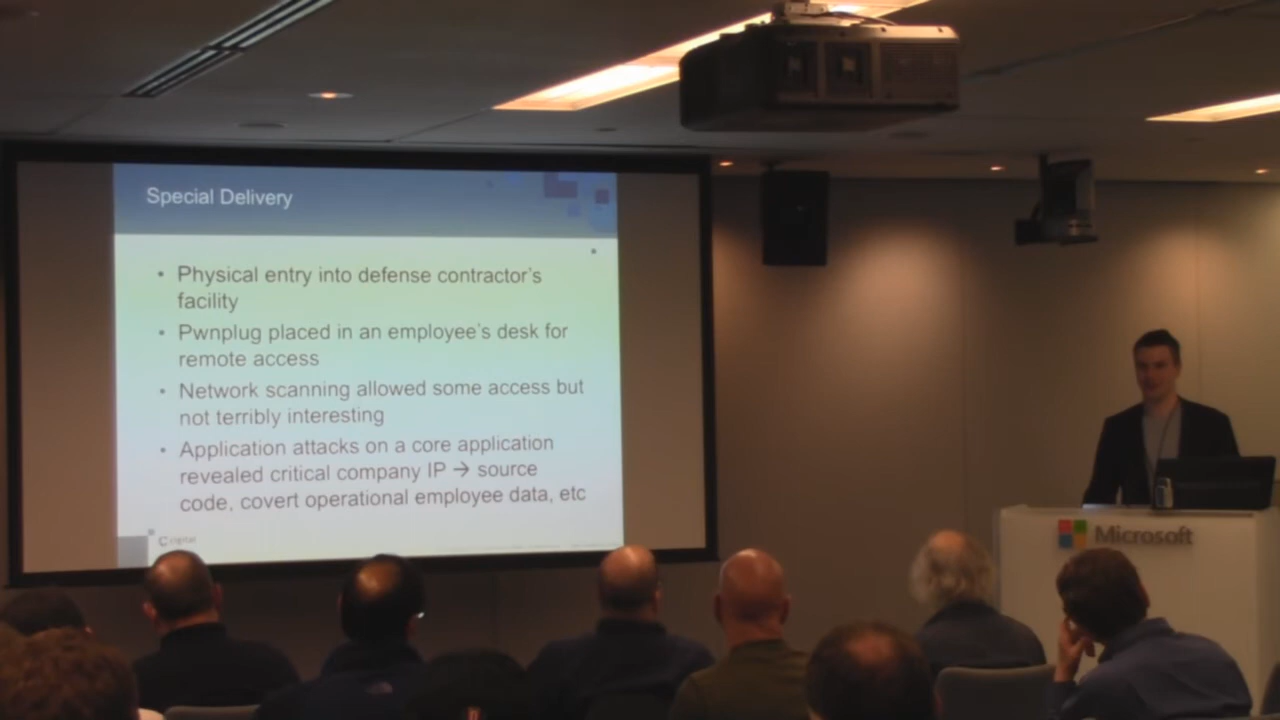 Special Delivery
• Physical entry into defense contractor's
facility
• Pwnplug placed in an employee's desk for
remote access
• Network scanning allowed some access but
not terribly interesting
• Application attacks on a core application
revealed critical company IP → source
code, covert operational employee data, etc
Microsoft